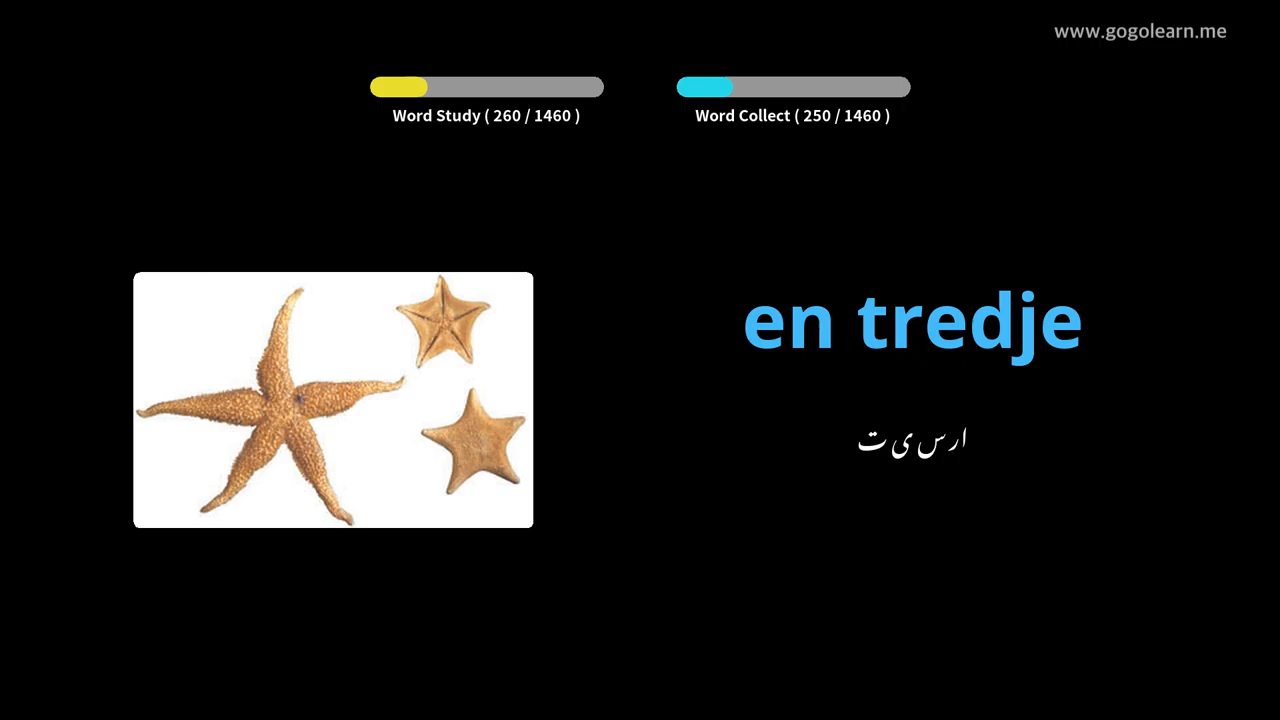 www.gogolearn.me
Word Study ( 260 / 1460 )
Word Collect ( 250 / 1460 )
en tredje
ارس ی ت